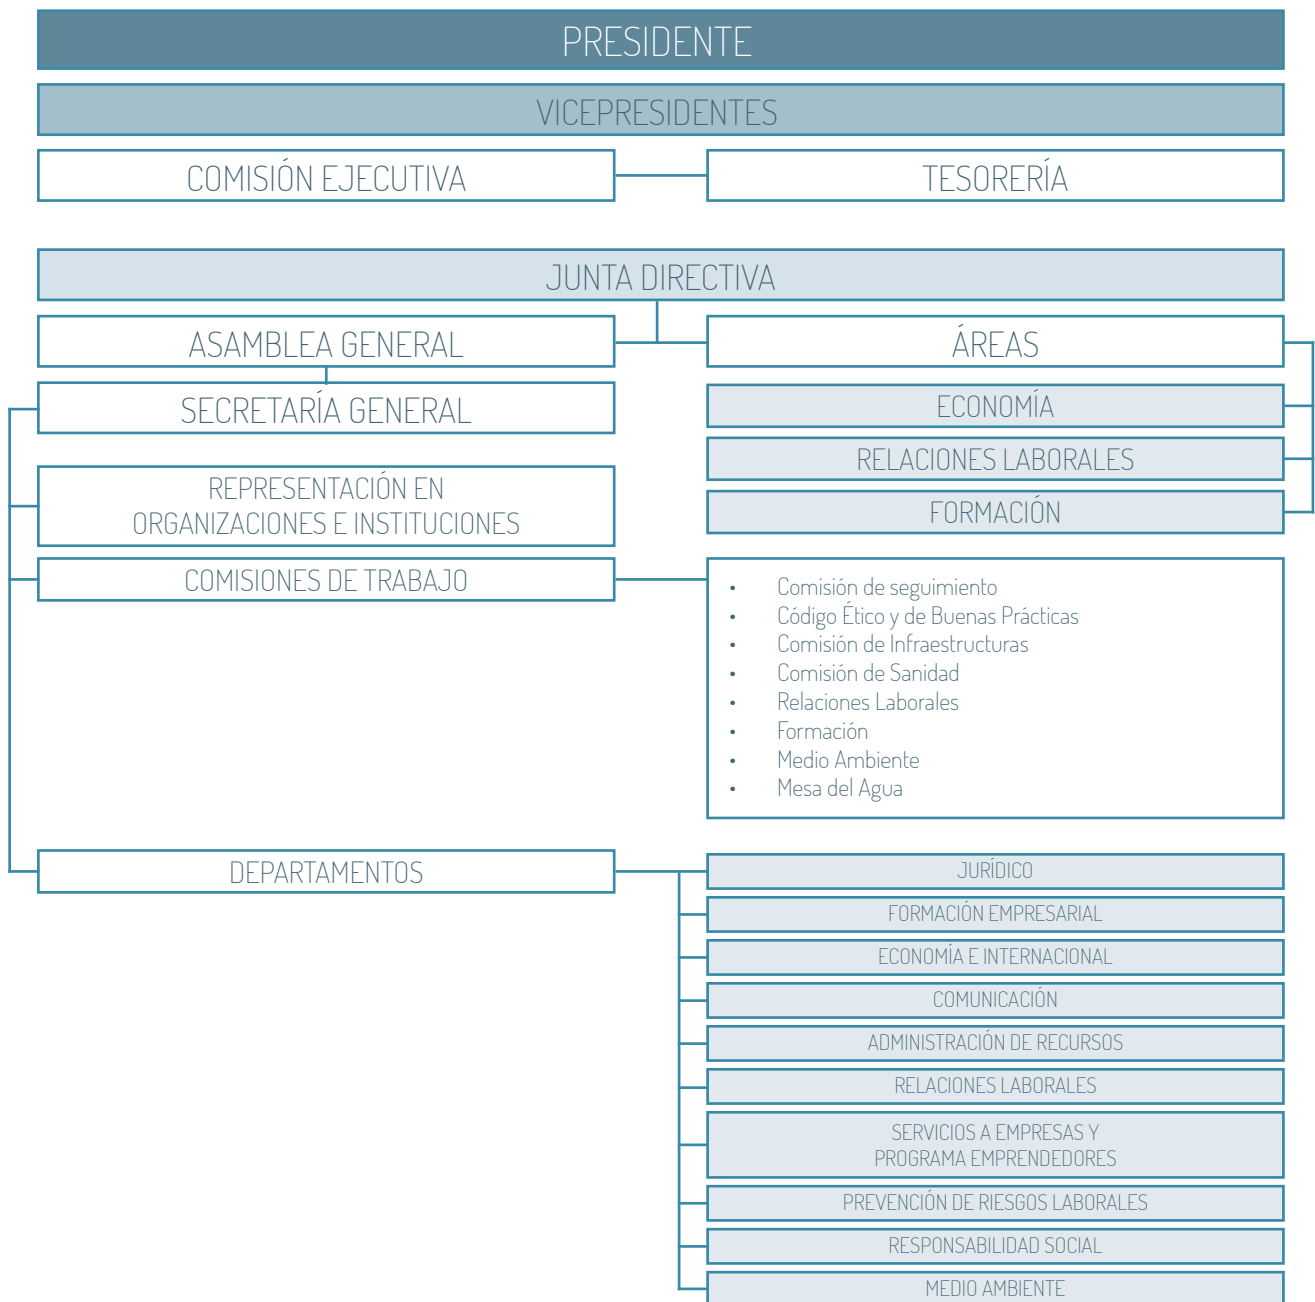 PRESIDENTE
VICEPRESIDENTES
COMISIÓN EJECUTIVA
TESORERÍA
JUNTA DIRECTIVA
ASAMBLEA GENERAL
ÁREAS
SECRETARÍA GENERAL
ECONOMÍA
RELACIONES LABORALES
FORMACIÓN
REPRESENTACIÓN EN
ORGANIZACIONES E INSTITUCIONES
COMISIONES DE TRABAJO
• Comisión de seguimiento
• Código Ético y de Buenas Prácticas
• Comisión de Infraestructuras
• Comisión de Sanidad
• Relaciones Laborales
• Formación
• Medio Ambiente
• Mesa del Agua
DEPARTAMENTOS
JURÍDICO
FORMACIÓN EMPRESARIAL
ECONOMÍA E INTERNACIONAL
COMUNICACIÓN
ADMINISTRACIÓN DE RECURSOS
RELACIONES LABORALES
SERVICIOS A EMPRESAS Y
PROGRAMA EMPRENDEDORES
PREVENCIÓN DE RIESGOS LABORALES
RESPONSABILIDAD SOCIAL
MEDIO AMBIENTE